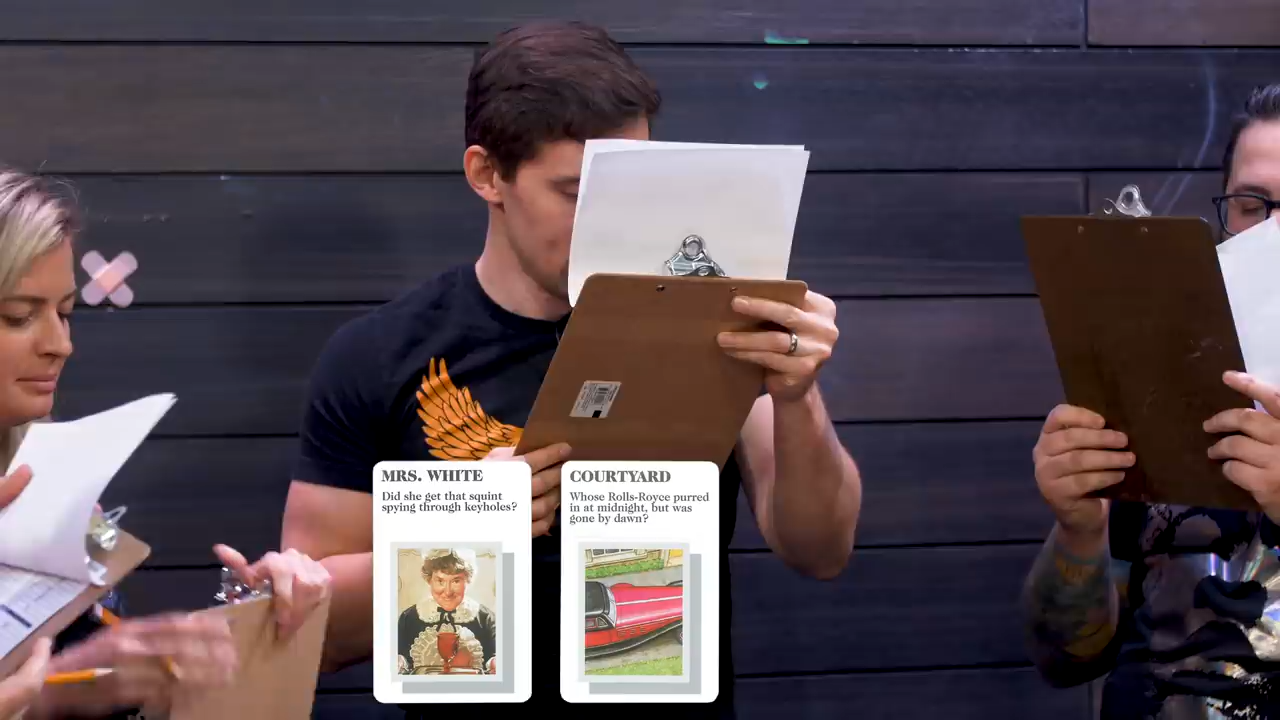 MRS. WHITE
Did she get that squint
spying through keyholes?
COURTYARD
Whose Rolls-Royce purred
in at midnight, but was
gone by dawn?